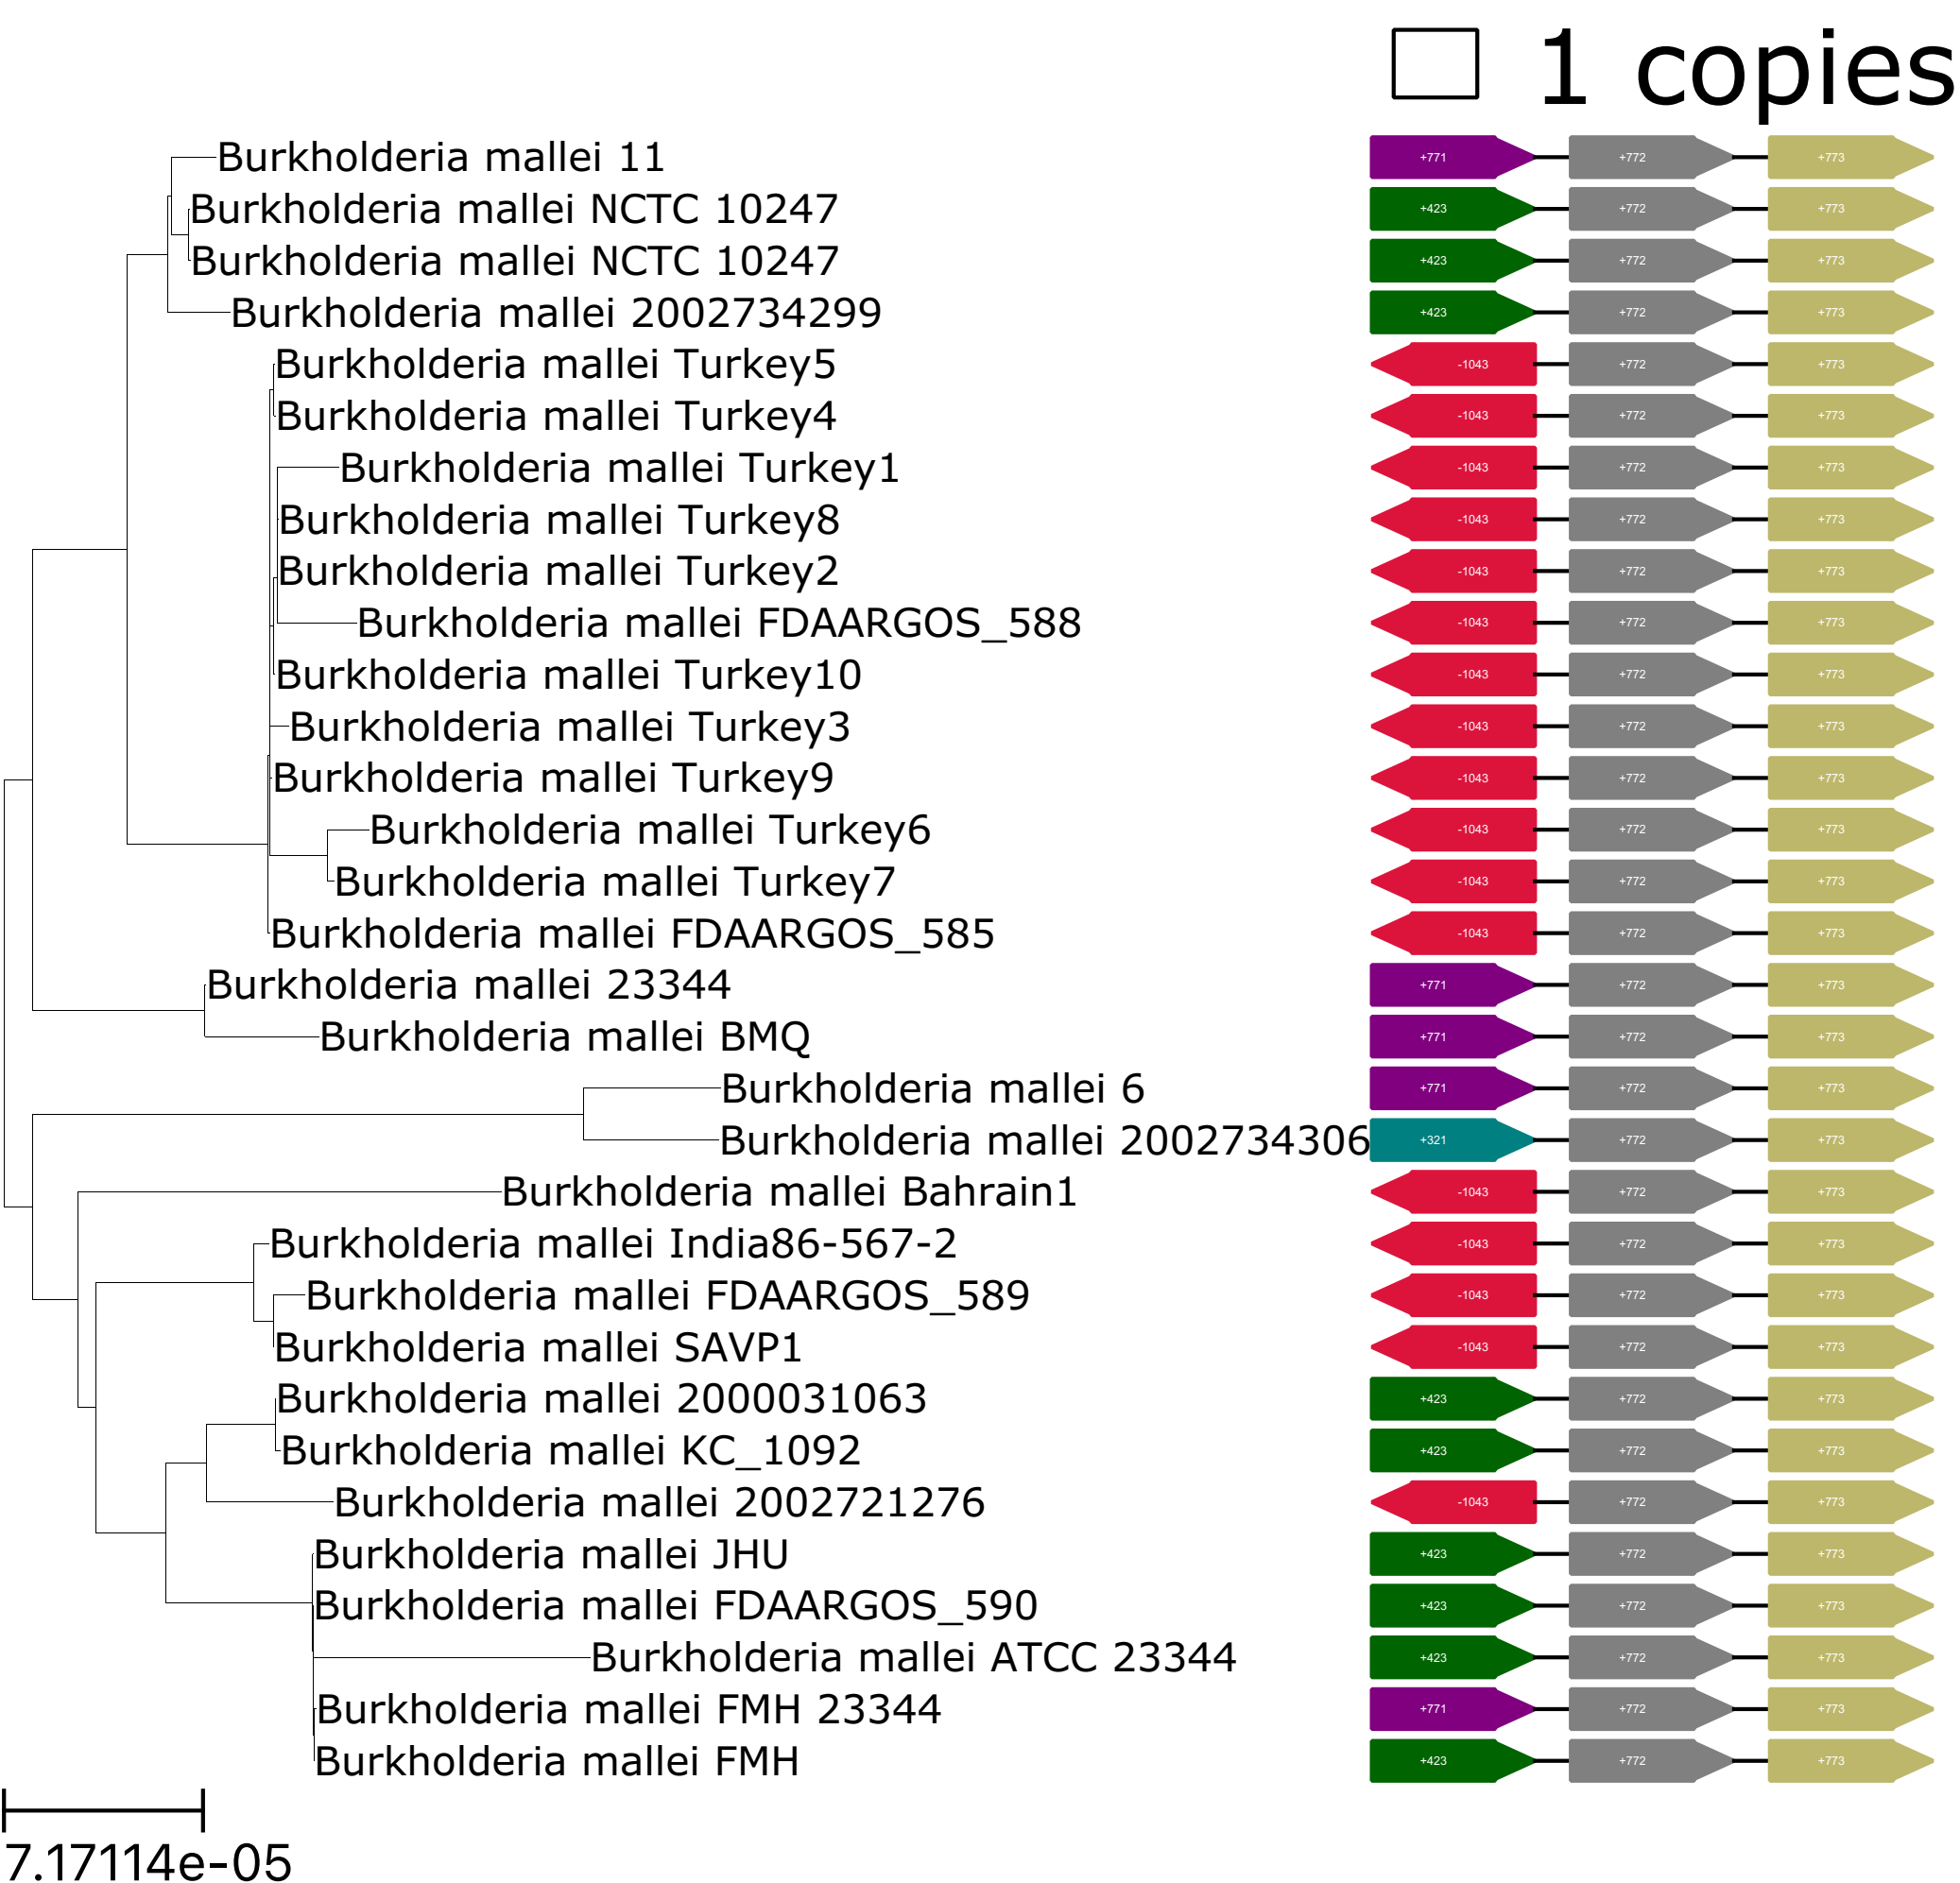 1 copies
Burkholderia mallei 11 +771 +772 +773
Burkholderia mallei NCTC 10247 +423 +772 +773
Burkholderia mallei NCTC 10247 +423 +772 +773
Burkholderia mallei 2002734299 +423 +772 +773
Burkholderia mallei Turkey5 -1043 +772 +773
Burkholderia mallei Turkey4 -1043 +772 +773
Burkholderia mallei Turkey1 -1043 +772 +773
Burkholderia mallei Turkey8 -1043 +772 +773
Burkholderia mallei Turkey2 -1043 +772 +773
Burkholderia mallei FDAARGOS_588 -1043 +772 +773
Burkholderia mallei Turkey10 -1043 +772 +773
Burkholderia mallei Turkey3 -1043 +772 +773
Burkholderia mallei Turkey9 -1043 +772 +773
Burkholderia mallei Turkey6 -1043 +772 +773
Burkholderia mallei Turkey7 -1043 +772 +773
Burkholderia mallei FDAARGOS_585 -1043 +772 +773
Burkholderia mallei 23344 +771 +772 +773
Burkholderia mallei BMQ +771 +772 +773
Burkholderia mallei 6 +771 +772 +773
Burkholderia mallei 2002734306 +321 +772 +773
Burkholderia mallei Bahrain1 -1043 +772 +773
Burkholderia mallei India86-567-2 -1043 +772 +773
Burkholderia mallei FDAARGOS_589 -1043 +772 +773
Burkholderia mallei SAVP1 -1043 +772 +773
Burkholderia mallei 2000031063 +423 +772 +773
Burkholderia mallei KC_1092 +423 +772 +773
Burkholderia mallei 2002721276 -1043 +772 +773
Burkholderia mallei JHU +423 +772 +773
Burkholderia mallei FDAARGOS_590 +423 +772 +773
Burkholderia mallei ATCC 23344 +423 +772 +773
Burkholderia mallei FMH 23344 +771 +772 +773
Burkholderia mallei FMH +423 +772 +773
7.17114e-05